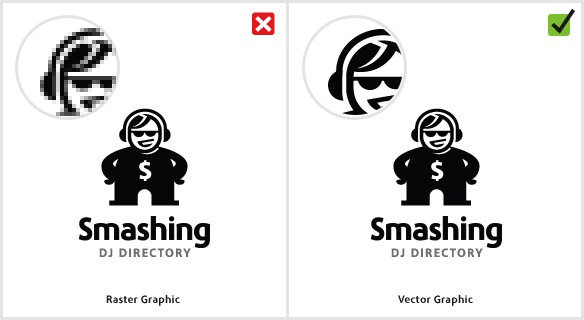 $
Smashing
DJ DIRECTORY
Raster Graphic
$
Smashing
DJ DIRECTORY
Vector Graphic